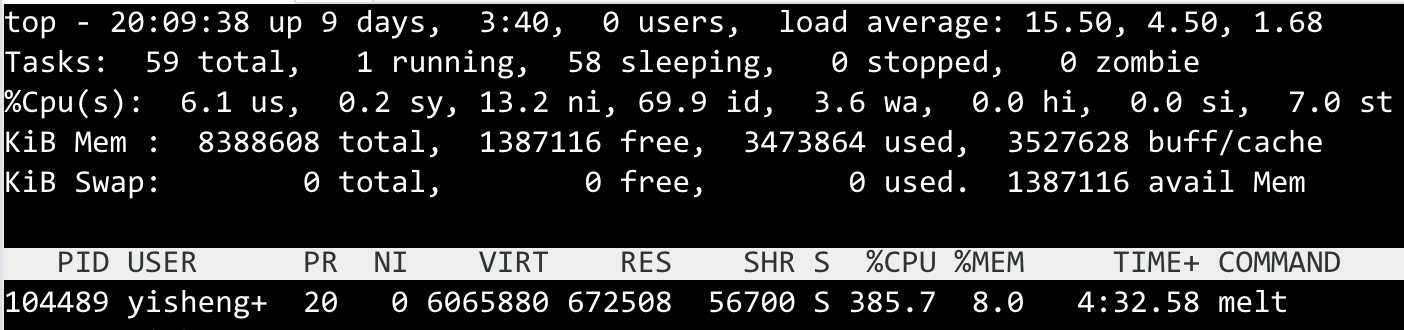 top - 20:09:38 up 9 days,  3:40,  0 users,  load average: 15.50, 4.50, 1.68
Tasks:  59 total,   1 running,  58 sleeping,   0 stopped,   0 zombie
%Cpu(s):  6.1 us,  0.2 sy, 13.2 ni, 69.9 id,  3.6 wa,  0.0 hi,  0.0 si,  7.0 st
KiB Mem :  8388608 total,  1387116 free,  3473864 used,  3527628 buff/cache
KiB Swap:        0 total,        0 free,        0 used.  1387116 avail Mem
   PID USER      PR  NI    VIRT    RES    SHR S  %CPU %MEM     TIME+ COMMAND
104489 yisheng+  20   0 6065880 672508  56700 S 385.7  8.0   4:32.58 melt